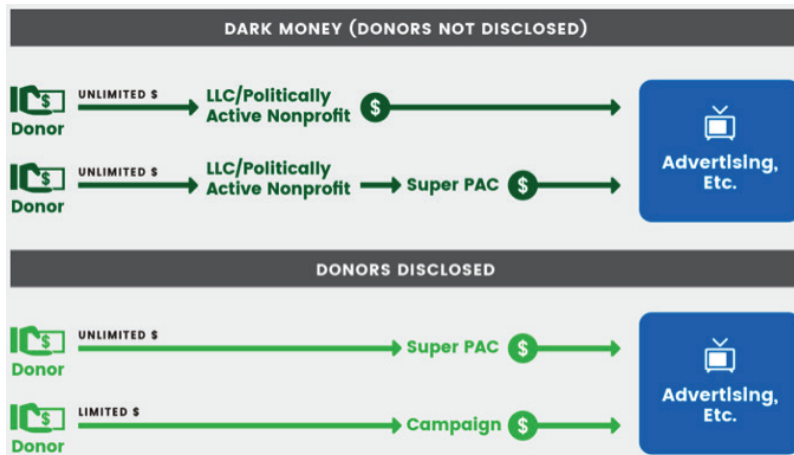 DARK MONEY (DONORS NOT DISCLOSED)
$
Donor
UNLIMITED $
LLC/Politically
Active Nonprofit
$
$
Donor
UNLIMITED $
LLC/Politically
Active Nonprofit
Super PAC
$
Advertising,
Etc.
DONORS DISCLOSED
$
Donor
UNLIMITED $
Super PAC
$
$
Donor
LIMITED $
Campaign
$
Advertising,
Etc.